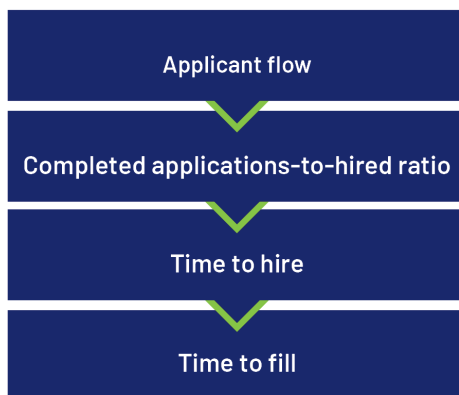 Applicant flow
Completed applications-to-hired ratio
Time to hire
Time to fill